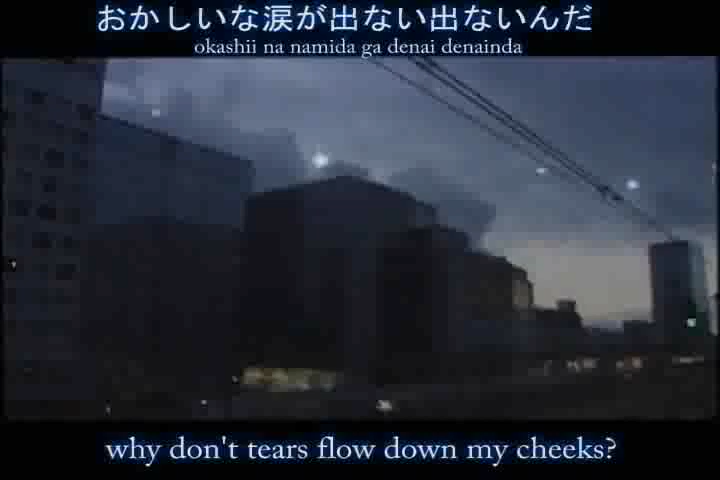 おかしいな涙が出ない出ないんだ
okashii na namida ga denai denainda
why don't tears flow down my cheeks?